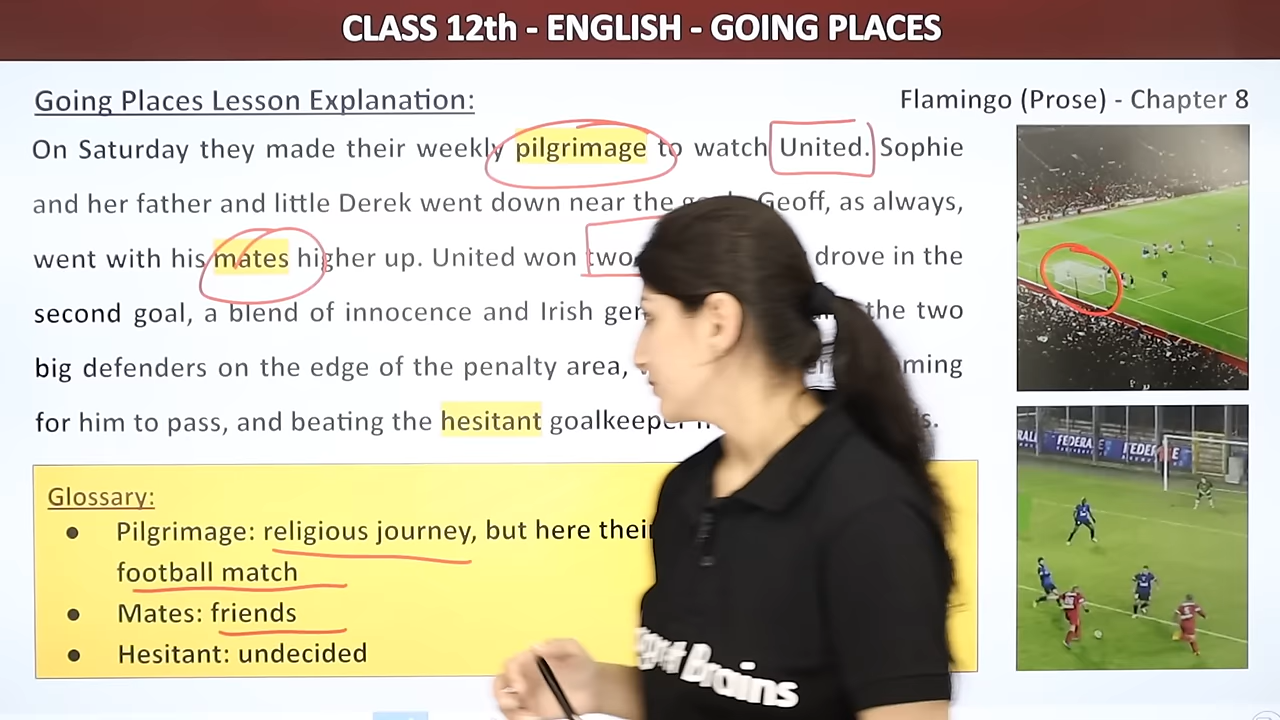 CLASS 12th - ENGLISH - GOING PLACES
Going Places Lesson Explanation:
Flamingo (Prose) - Chapter 8
On Saturday they made their weekly pilgrimage to watch United. Sophie
and her father and little Derek went down near the Geoff, as always,
went with his mates higher up. United won two drove in the
second goal, a blend of innocence and Irish the two
big defenders on the edge of the penalty area,
for him to pass, and beating the hesitant goalkeeper
Glossary:
● Pilgrimage: religious journey, but here their
football match
● Mates: friends
● Hesitant: undecided
Brains